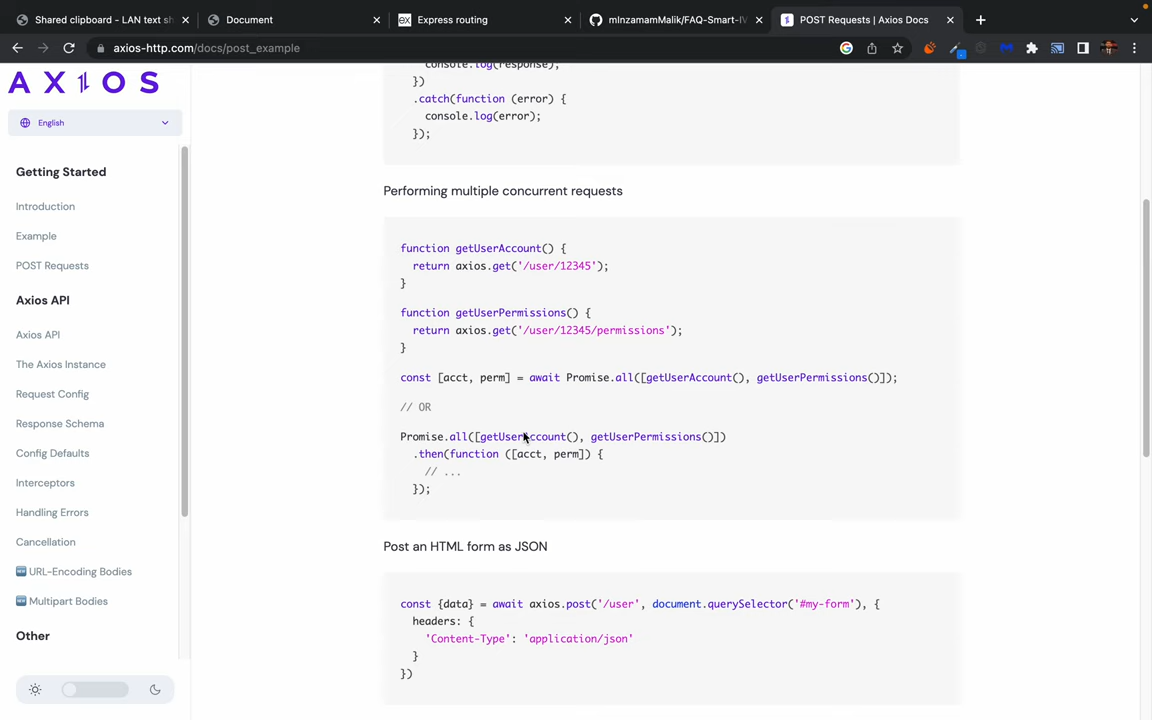 Shared clipboard - LAN text sh
Document
ex Express routing
mInzamamMalik/FAQ-Smart-IV
POST Requests | Axios Docs
axios-http.com/docs/post_example
AXIOS
English
Getting Started
Introduction
Example
POST Requests
Axios API
Axios API
The Axios Instance
Request Config
Response Schema
Config Defaults
Interceptors
Handling Errors
Cancellation
🆕 URL-Encoding Bodies
🆕 Multipart Bodies
Other
console.log(response);
})
.catch(function (error) {
console.log(error);
});
Performing multiple concurrent requests
function getUserAccount() {
return axios.get('/user/12345');
}
function getUserPermissions() {
return axios.get('/user/12345/permissions');
}
const [acct, perm] = await Promise.all([getUserAccount(), getUserPermissions()]);
// OR
Promise.all([getUserAccount(), getUserPermissions()])
.then(function ([acct, perm]) {
// ...
});
Post an HTML form as JSON
const {data} = await axios.post('/user', document.querySelector('#my-form'), {
headers: {
'Content-Type': 'application/json'
}
})